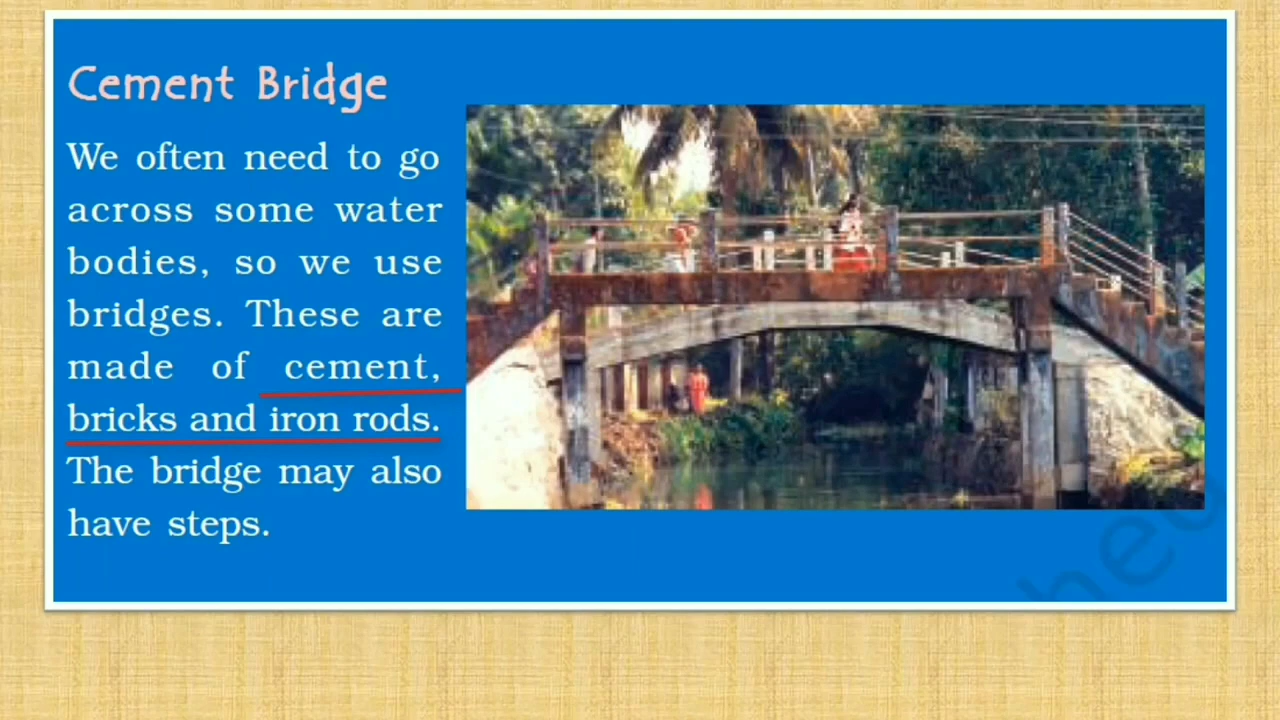 Cement Bridge
We often need to go
across some water
bodies, so we use
bridges. These are
made of cement,
bricks and iron rods.
The bridge may also
have steps.
hed